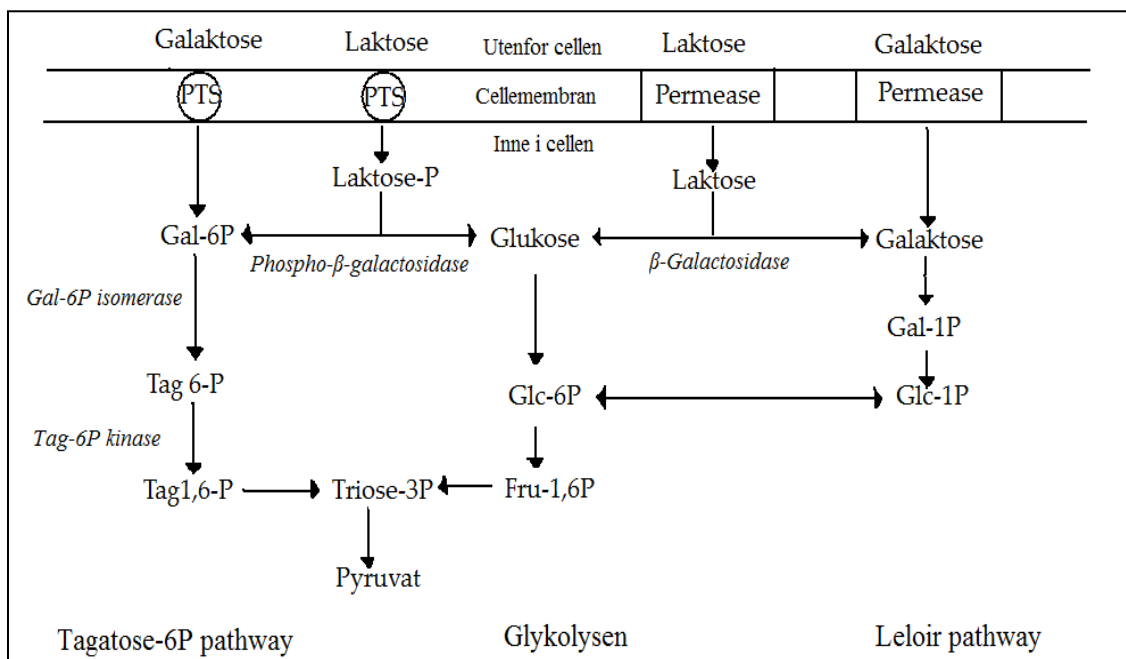 Galaktose Laktose Utenfor cellen Laktose Galaktose
PTS PTS Cellemembran Permease Permease
Inne i cellen
Laktose-P Laktose
Gal-6P Glukose Galaktose
Phospho-β-galactosidase β-Galactosidase
Gal-6P isomerase
Gal-1P
Tag 6-P Glc-6P Glc-1P
Tag-6P kinase
Tag1,6-P Triose-3P Fru-1,6P
Pyruvat
Tagatose-6P pathway Glykolysen Leloir pathway